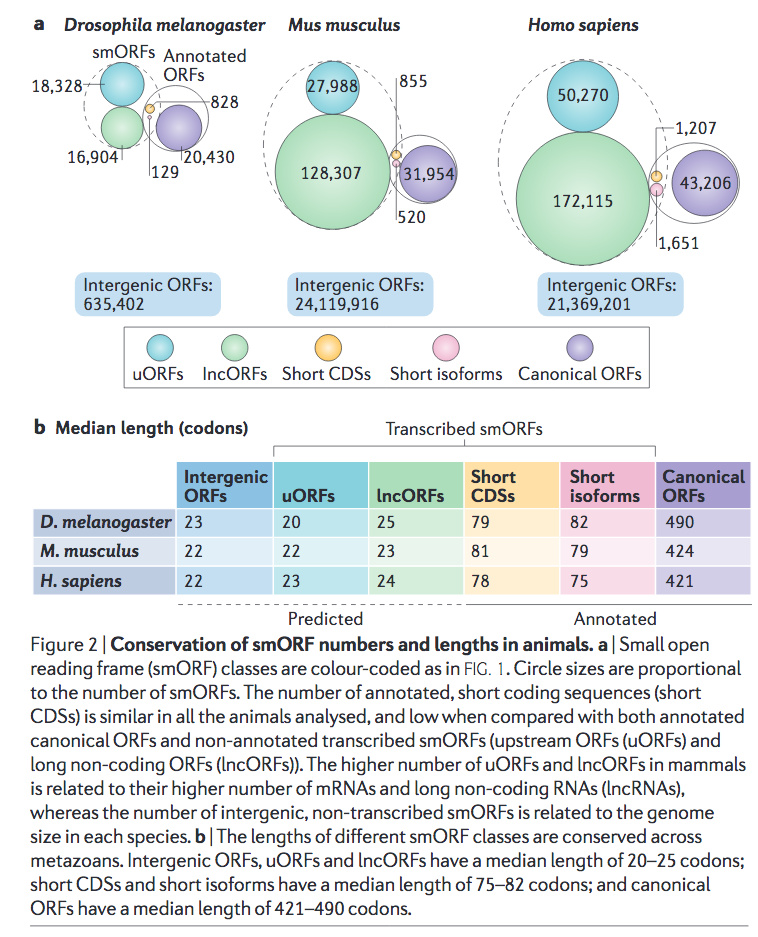 a Drosophila melanogaster Mus musculus Homo sapiens
smORFs Annotated ORFs
18,328
828
16,904
129
20,430
27,988
855
128,307
31,954
520
50,270
1,207
172,115
43,206
1,651
Intergenic ORFs:
635,402
Intergenic ORFs:
24,119,916
Intergenic ORFs:
21,369,201
uORFs lncORFs Short CDSs Short isoforms Canonical ORFs
b Median length (codons)
Transcribed smORFs
Intergenic ORFs uORFs lncORFs Short CDSs Short isoforms Canonical ORFs
D. melanogaster 23 20 25 79 82 490
M. musculus 22 22 23 81 79 424
H. sapiens 22 23 24 78 75 421
Predicted Annotated
Figure 2 | Conservation of smORF numbers and lengths in animals. a | Small open
reading frame (smORF) classes are colour-coded as in FIG. 1. Circle sizes are proportional
to the number of smORFs. The number of annotated, short coding sequences (short
CDSs) is similar in all the animals analysed, and low when compared with both annotated
canonical ORFs and non-annotated transcribed smORFs (upstream ORFs (uORFs) and
long non-coding ORFs (lncORFs)). The higher number of uORFs and lncORFs in mammals
is related to their higher number of mRNAs and long non-coding RNAs (lncRNAs),
whereas the number of intergenic, non-transcribed smORFs is related to the genome
size in each species. b | The lengths of different smORF classes are conserved across
metazoans. Intergenic ORFs, uORFs and lncORFs have a median length of 20–25 codons;
short CDSs and short isoforms have a median length of 75–82 codons; and canonical
ORFs have a median length of 421–490 codons.